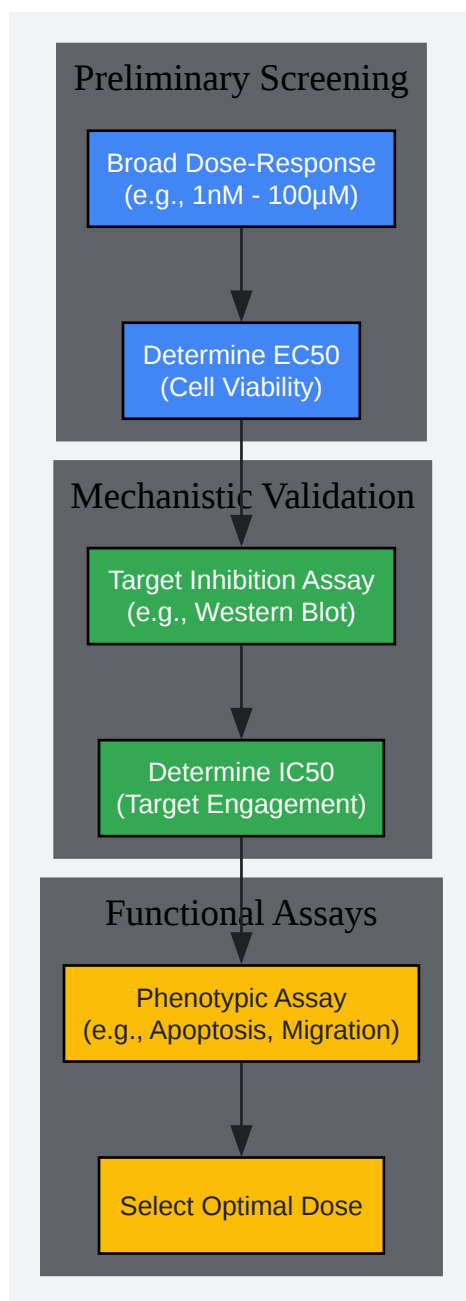 Preliminary Screening
Broad Dose-Response
(e.g., 1nM - 100µM)
Determine EC50
(Cell Viability)
Mechanistic Validation
Target Inhibition Assay
(e.g., Western Blot)
Determine IC50
(Target Engagement)
Functional Assays
Phenotypic Assay
(e.g., Apoptosis, Migration)
Select Optimal Dose